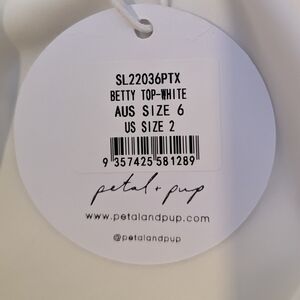 SL22036PTX
BETTY TOP-WHITE
AUS SIZE 6
US SIZE 2
9 357425 581289
petal + pup
www.petalandpup.com
@petalandpup